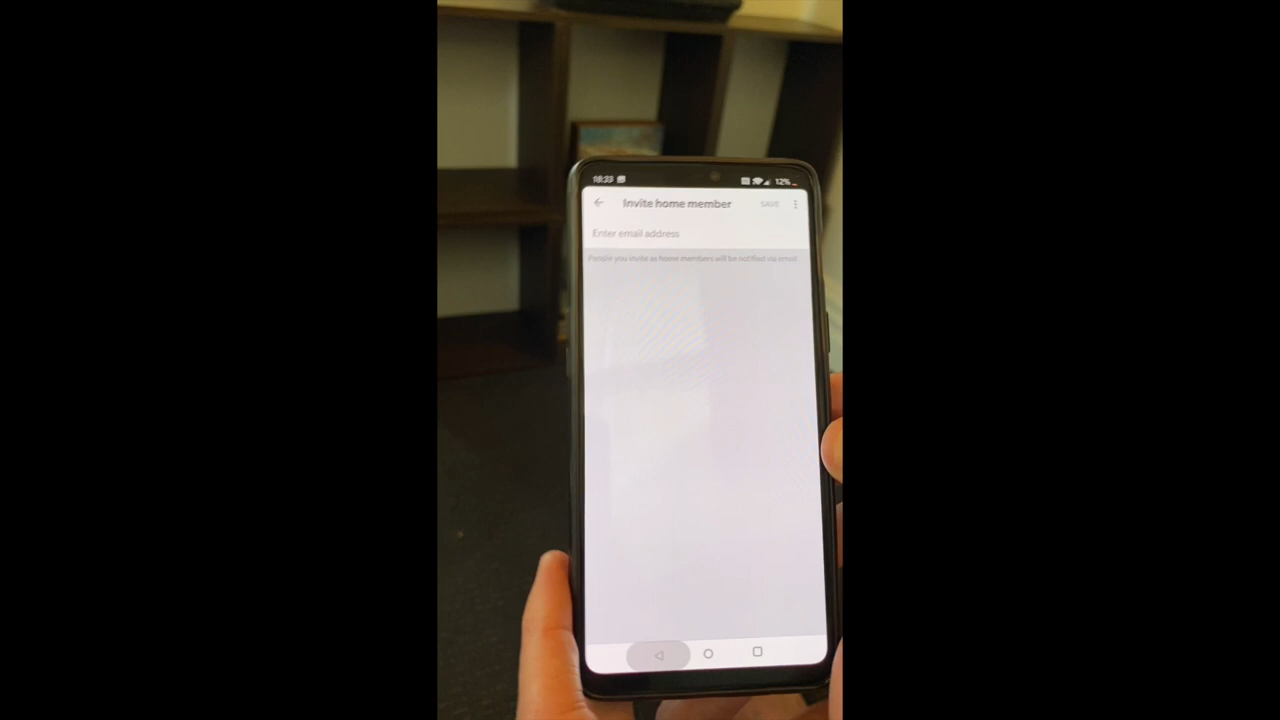 18:33 12%
Invite home member SAVE
Enter email address
People you invite as home members will be notified via email